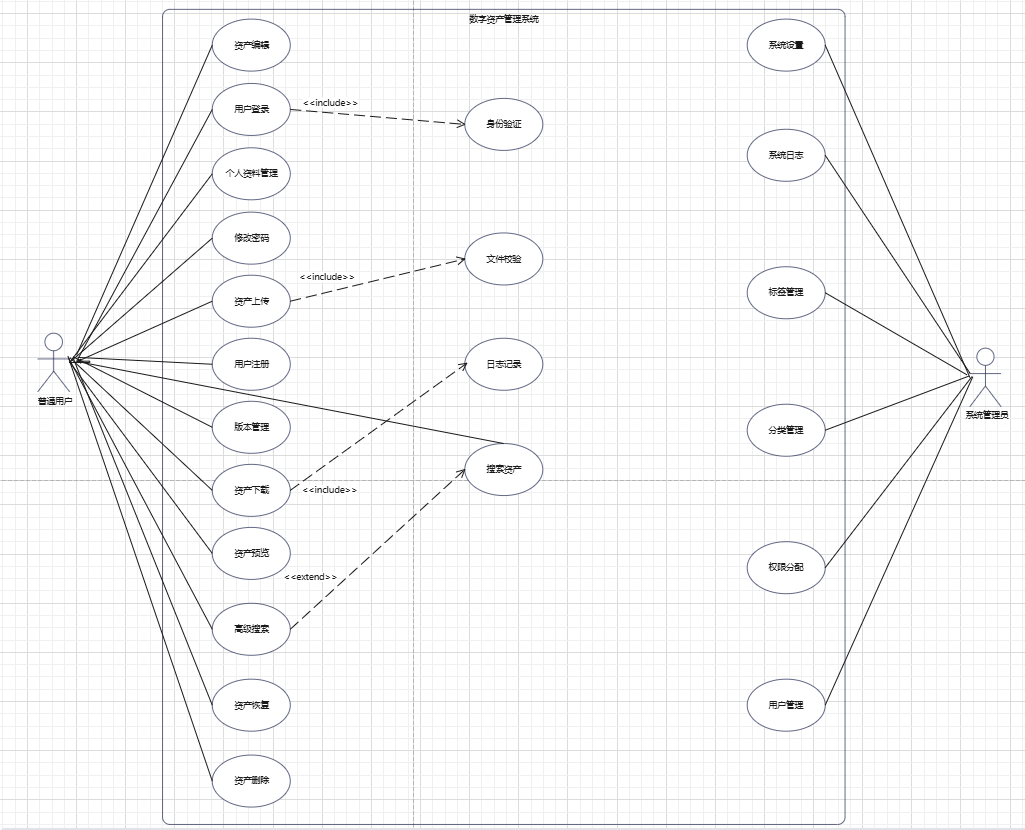 数字资产管理系统
资产编辑
系统设置
用户登录
<<include>>
身份验证
系统日志
个人资料管理
修改密码
文件校验
资产上传
<<include>>
标签管理
用户注册
日志记录
普通用户
系统管理员
版本管理
分类管理
搜索资产
资产下载
<<include>>
资产预览
<<extend>>
权限分配
高级搜索
资产恢复
用户管理
资产删除